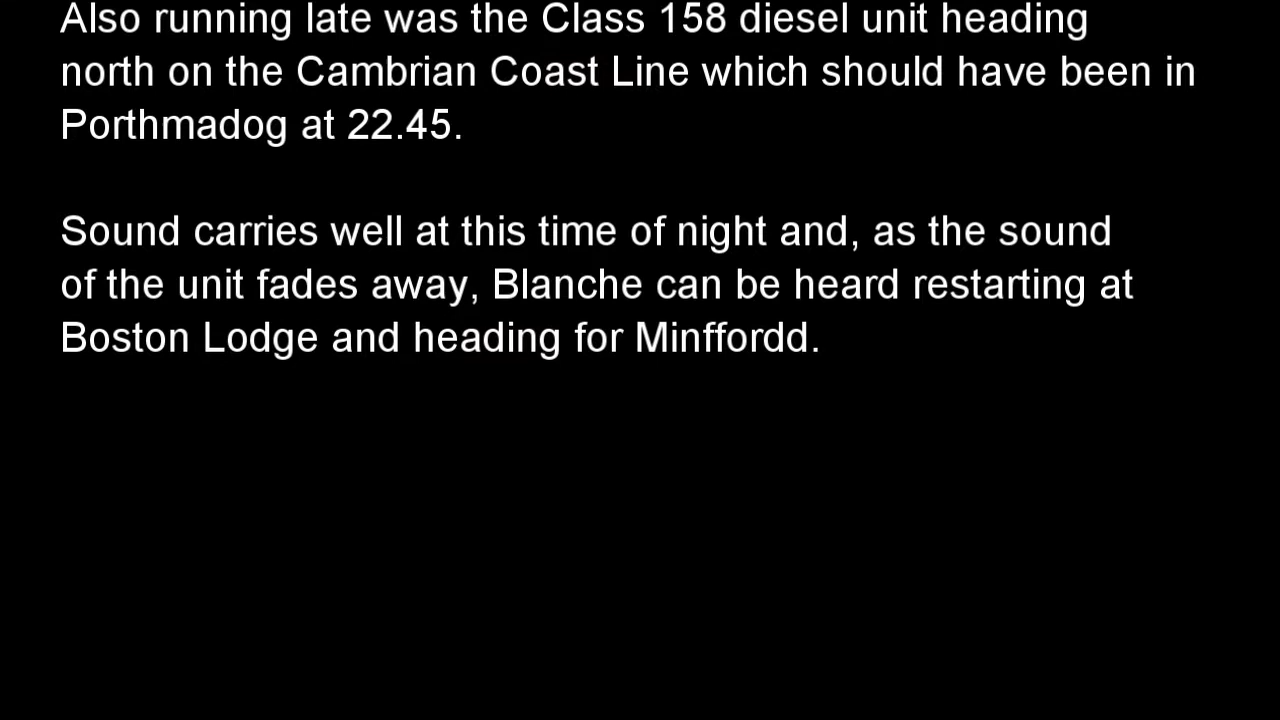 Also running late was the Class 158 diesel unit heading
north on the Cambrian Coast Line which should have been in
Porthmadog at 22.45.
Sound carries well at this time of night and, as the sound
of the unit fades away, Blanche can be heard restarting at
Boston Lodge and heading for Minffordd.